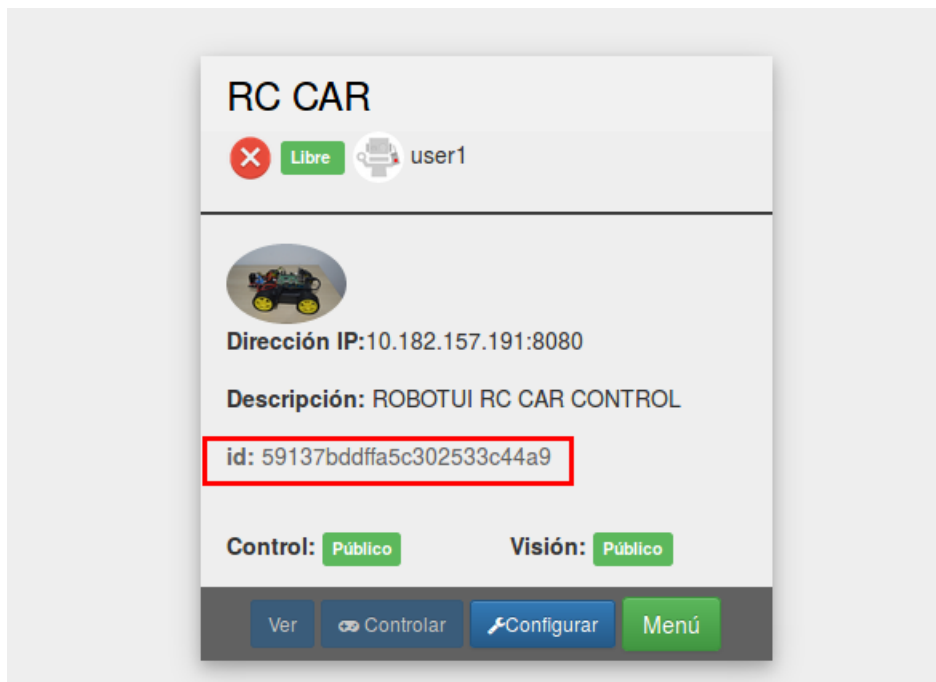 RC CAR
Libre user1
Dirección IP:10.182.157.191:8080
Descripción: ROBOTUI RC CAR CONTROL
id: 59137bddffa5c302533c44a9
Control: Público Visión: Público
Ver Controlar Configurar Menú